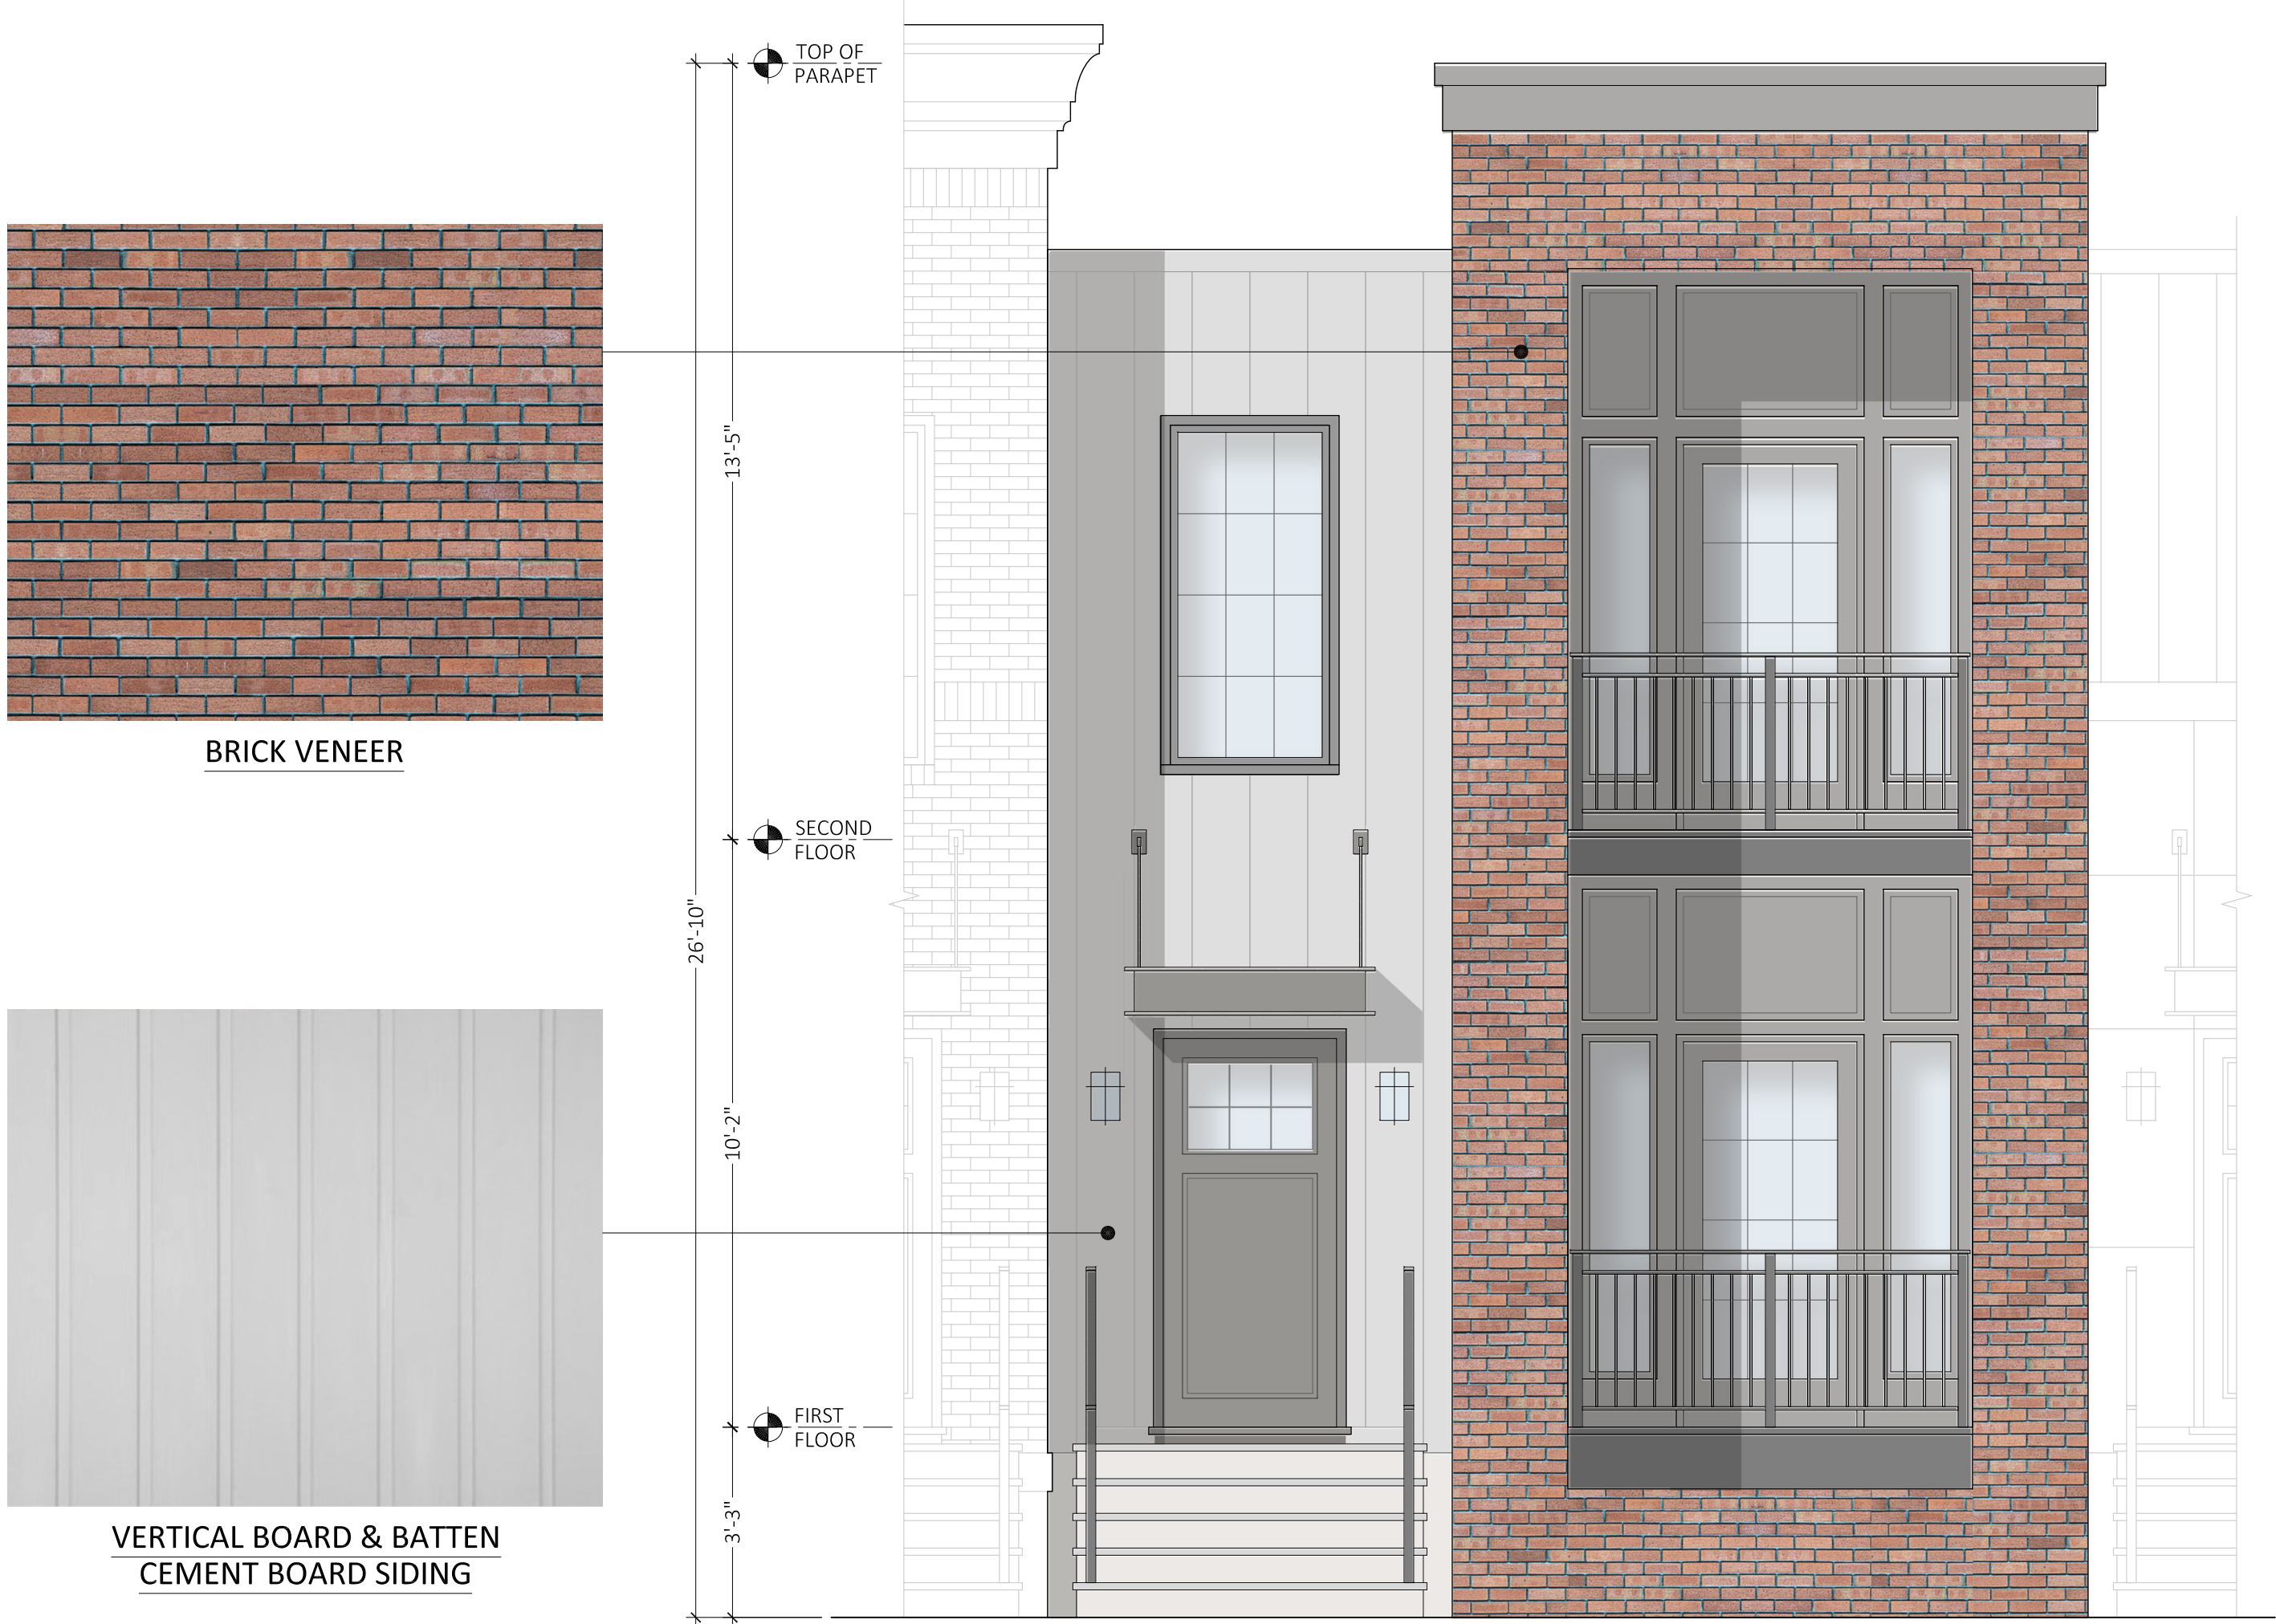 TOP OF
PARAPET
13'-5"
BRICK VENEER
SECOND
FLOOR
26'-10"
10'-2"
FIRST
FLOOR
3'-3"
VERTICAL BOARD & BATTEN
CEMENT BOARD SIDING